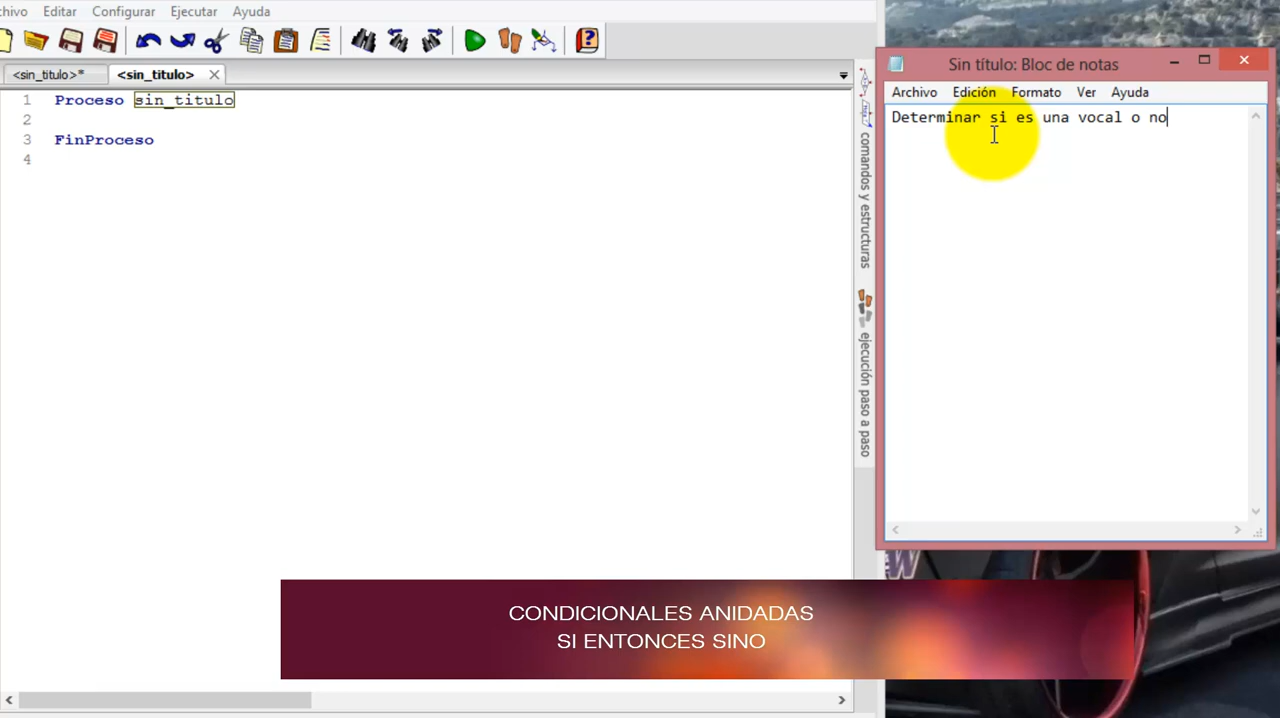 chivo Editar Configurar Ejecutar Ayuda
<sin_titulo>* <sin_titulo>
1 Proceso sin_titulo
2
3 FinProceso
4
comandos y estructuras
ejecución paso a paso
Sin título: Bloc de notas
Archivo Edición Formato Ver Ayuda
Determinar si es una vocal o no
CONDICIONALES ANIDADAS
SI ENTONCES SINO